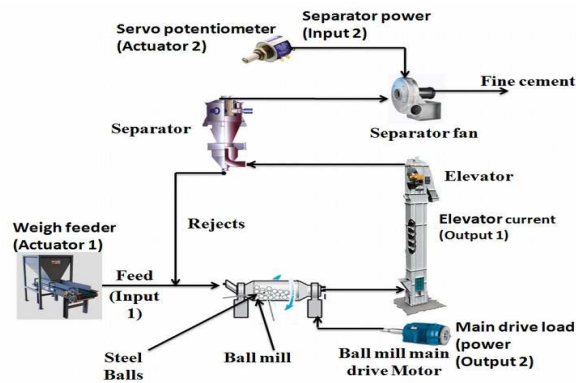 Servo potentiometer
(Actuator 2)
Separator power
(Input 2)
Fine cement
Separator fan
Separator
Elevator
Elevator current
(Output 1)
Rejects
Weigh feeder
(Actuator 1)
Feed
(Input
1)
Steel
Balls
Ball mill
Ball mill main
drive Motor
Main drive load
(power
(Output 2)